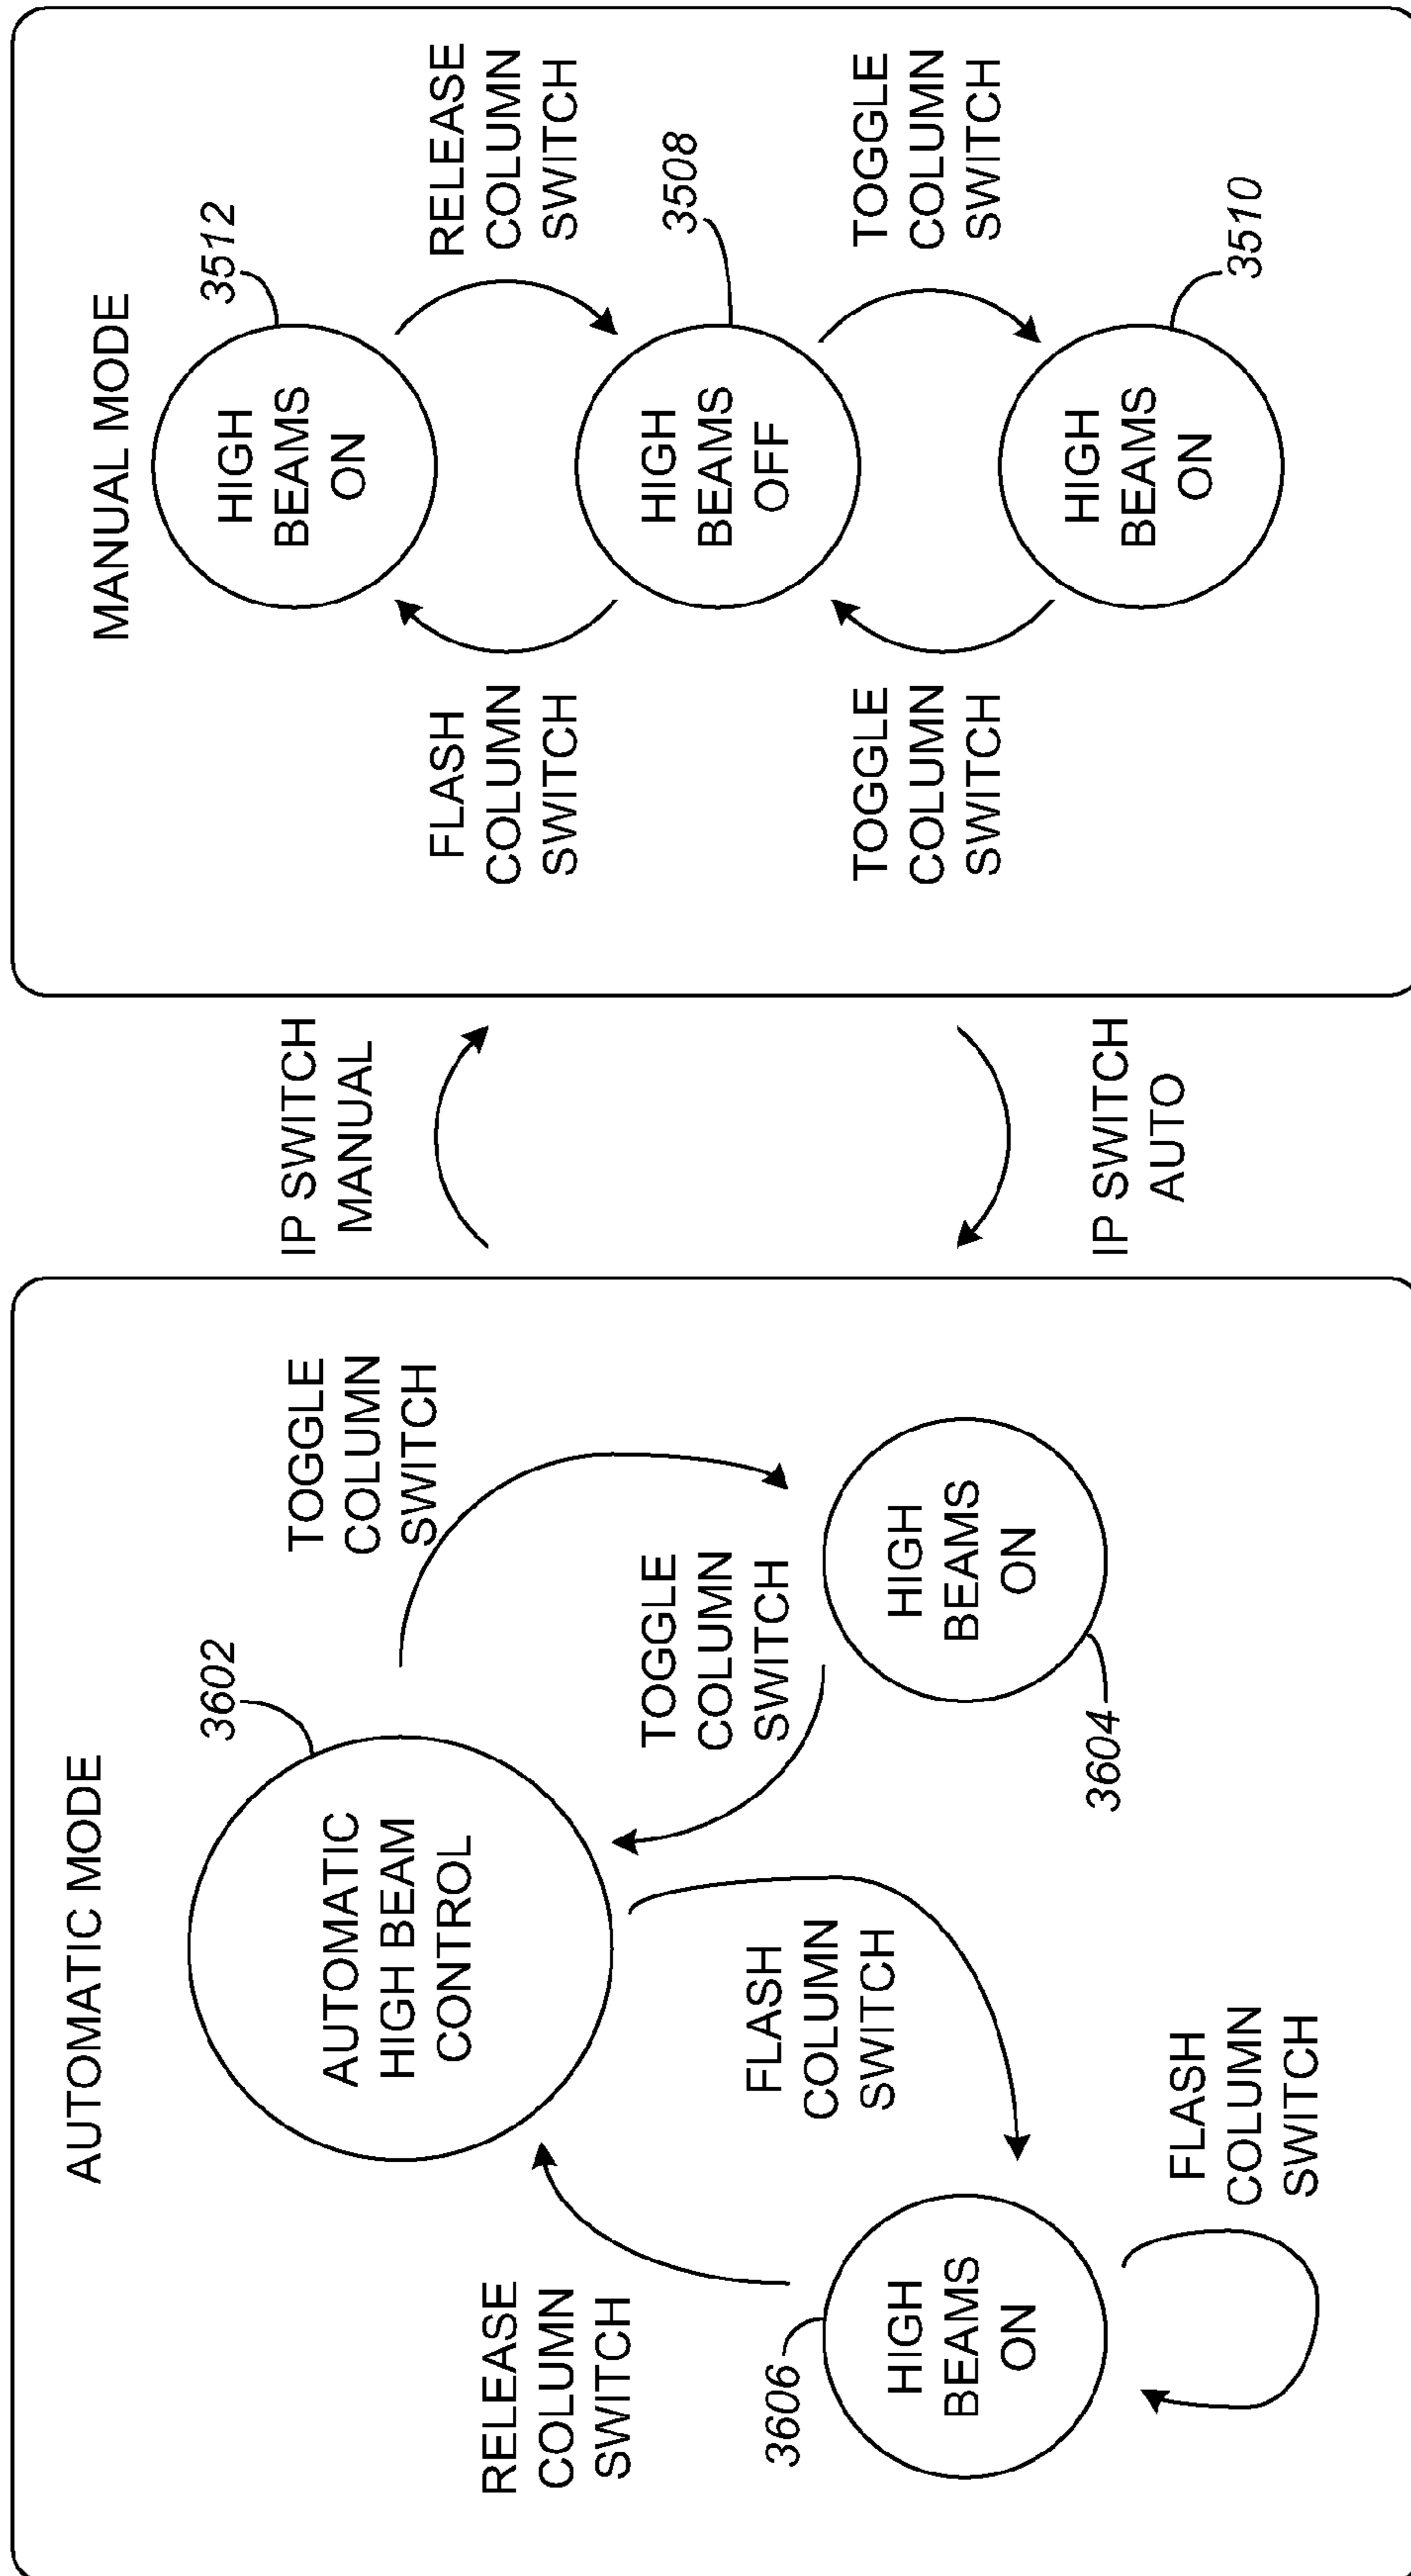 AUTOMATIC MODE
3602
AUTOMATIC
HIGH BEAM
CONTROL
TOGGLE
COLUMN
SWITCH
RELEASE
COLUMN
SWITCH
TOGGLE
COLUMN
SWITCH
FLASH
COLUMN
SWITCH
3606
HIGH
BEAMS
ON
HIGH
BEAMS
ON
3604
FLASH
COLUMN
SWITCH
IP SWITCH
MANUAL
IP SWITCH
AUTO
MANUAL MODE
3512
HIGH
BEAMS
ON
FLASH
COLUMN
SWITCH
RELEASE
COLUMN
SWITCH
3508
HIGH
BEAMS
OFF
TOGGLE
COLUMN
SWITCH
TOGGLE
COLUMN
SWITCH
HIGH
BEAMS
ON
3510